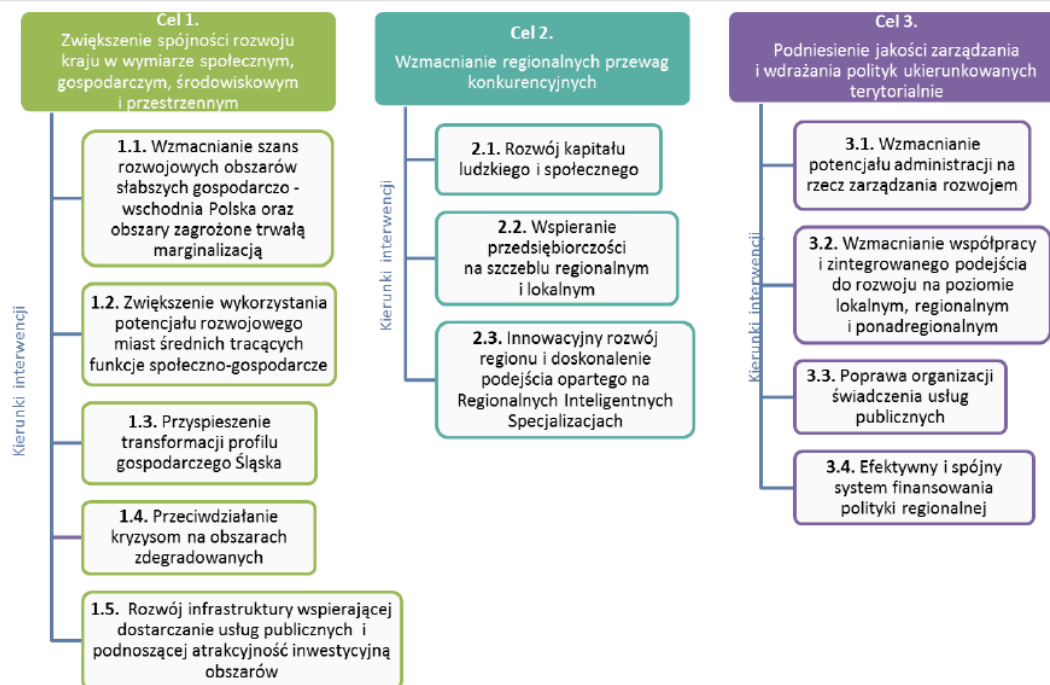 Cel 1.
Zwiększenie spójności rozwoju
kraju w wymiarze społecznym,
gospodarczym, środowiskowym
i przestrzennym
Kierunki interwencji
1.1. Wzmacnianie szans
rozwojowych obszarów
słabszych gospodarczo -
wschodnia Polska oraz
obszary zagrożone trwałą
marginalizacją
1.2. Zwiększenie wykorzystania
potencjału rozwojowego
miast średnich tracących
funkcje społeczno-gospodarcze
1.3. Przyspieszenie
transformacji profilu
gospodarczego Śląska
1.4. Przeciwdziałanie
kryzysom na obszarach
zdegradowanych
1.5. Rozwój infrastruktury wspierającej
dostarczanie usług publicznych i
podnoszącej atrakcyjność inwestycyjną
obszarów
Cel 2.
Wzmacnianie regionalnych przewag
konkurencyjnych
Kierunki interwencji
2.1. Rozwój kapitału
ludzkiego i społecznego
2.2. Wspieranie
przedsiębiorczości
na szczeblu regionalnym
i lokalnym
2.3. Innowacyjny rozwój
regionu i doskonalenie
podejścia opartego na
Regionalnych Inteligentnych
Specjalizacjach
Cel 3.
Podniesienie jakości zarządzania
i wdrażania polityk ukierunkowanych
terytorialnie
Kierunki interwencji
3.1. Wzmacnianie
potencjału administracji na
rzecz zarządzania rozwojem
3.2. Wzmacnianie współpracy
i zintegrowanego podejścia
do rozwoju na poziomie
lokalnym, regionalnym
i ponadregionalnym
3.3. Poprawa organizacji
świadczenia usług
publicznych
3.4. Efektywny i spójny
system finansowania
polityki regionalnej